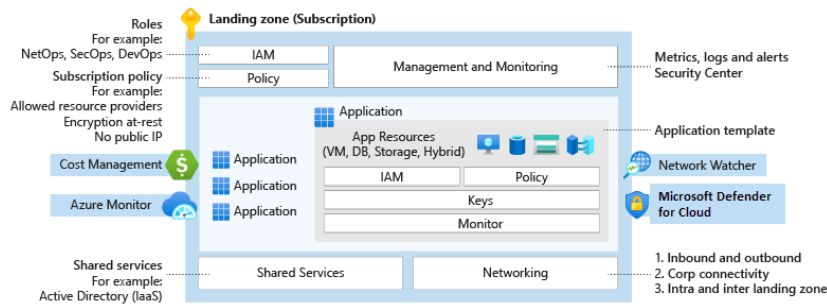 Landing zone (Subscription)
Roles
For example:
NetOps, SecOps, DevOps
Subscription policy
For example:
Allowed resource providers
Encryption at-rest
No public IP
Cost Management
Azure Monitor
Shared services
For example:
Active Directory (IaaS)
IAM
Policy
Management and Monitoring
Application
Application
Application
Application
App Resources
(VM, DB, Storage, Hybrid)
IAM
Policy
Keys
Monitor
Shared Services
Networking
Metrics, logs and alerts
Security Center
Application template
Network Watcher
Microsoft Defender
for Cloud
1. Inbound and outbound
2. Corp connectivity
3. Intra and inter landing zone